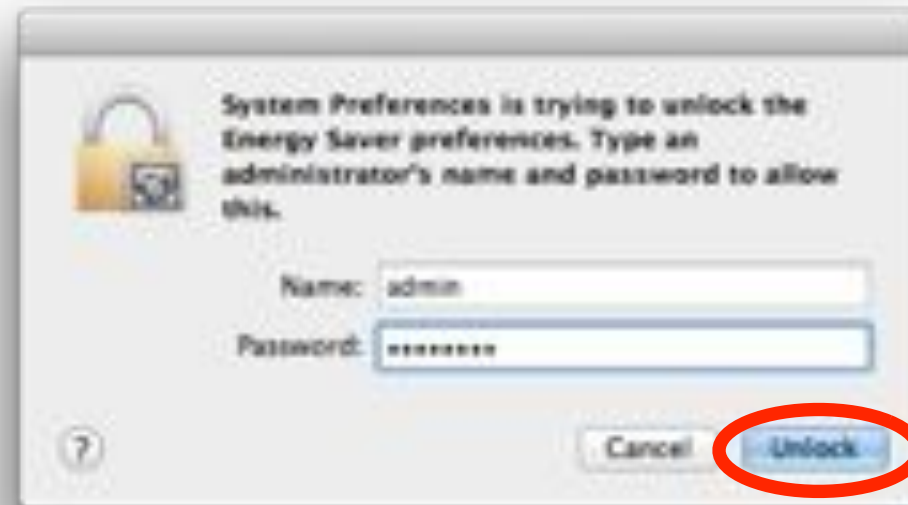 System Preferences is trying to unlock the
Energy Saver preferences. Type an
administrator's name and password to allow
this.
Name: admin
Password: ••••••••
?
Cancel
Unlock